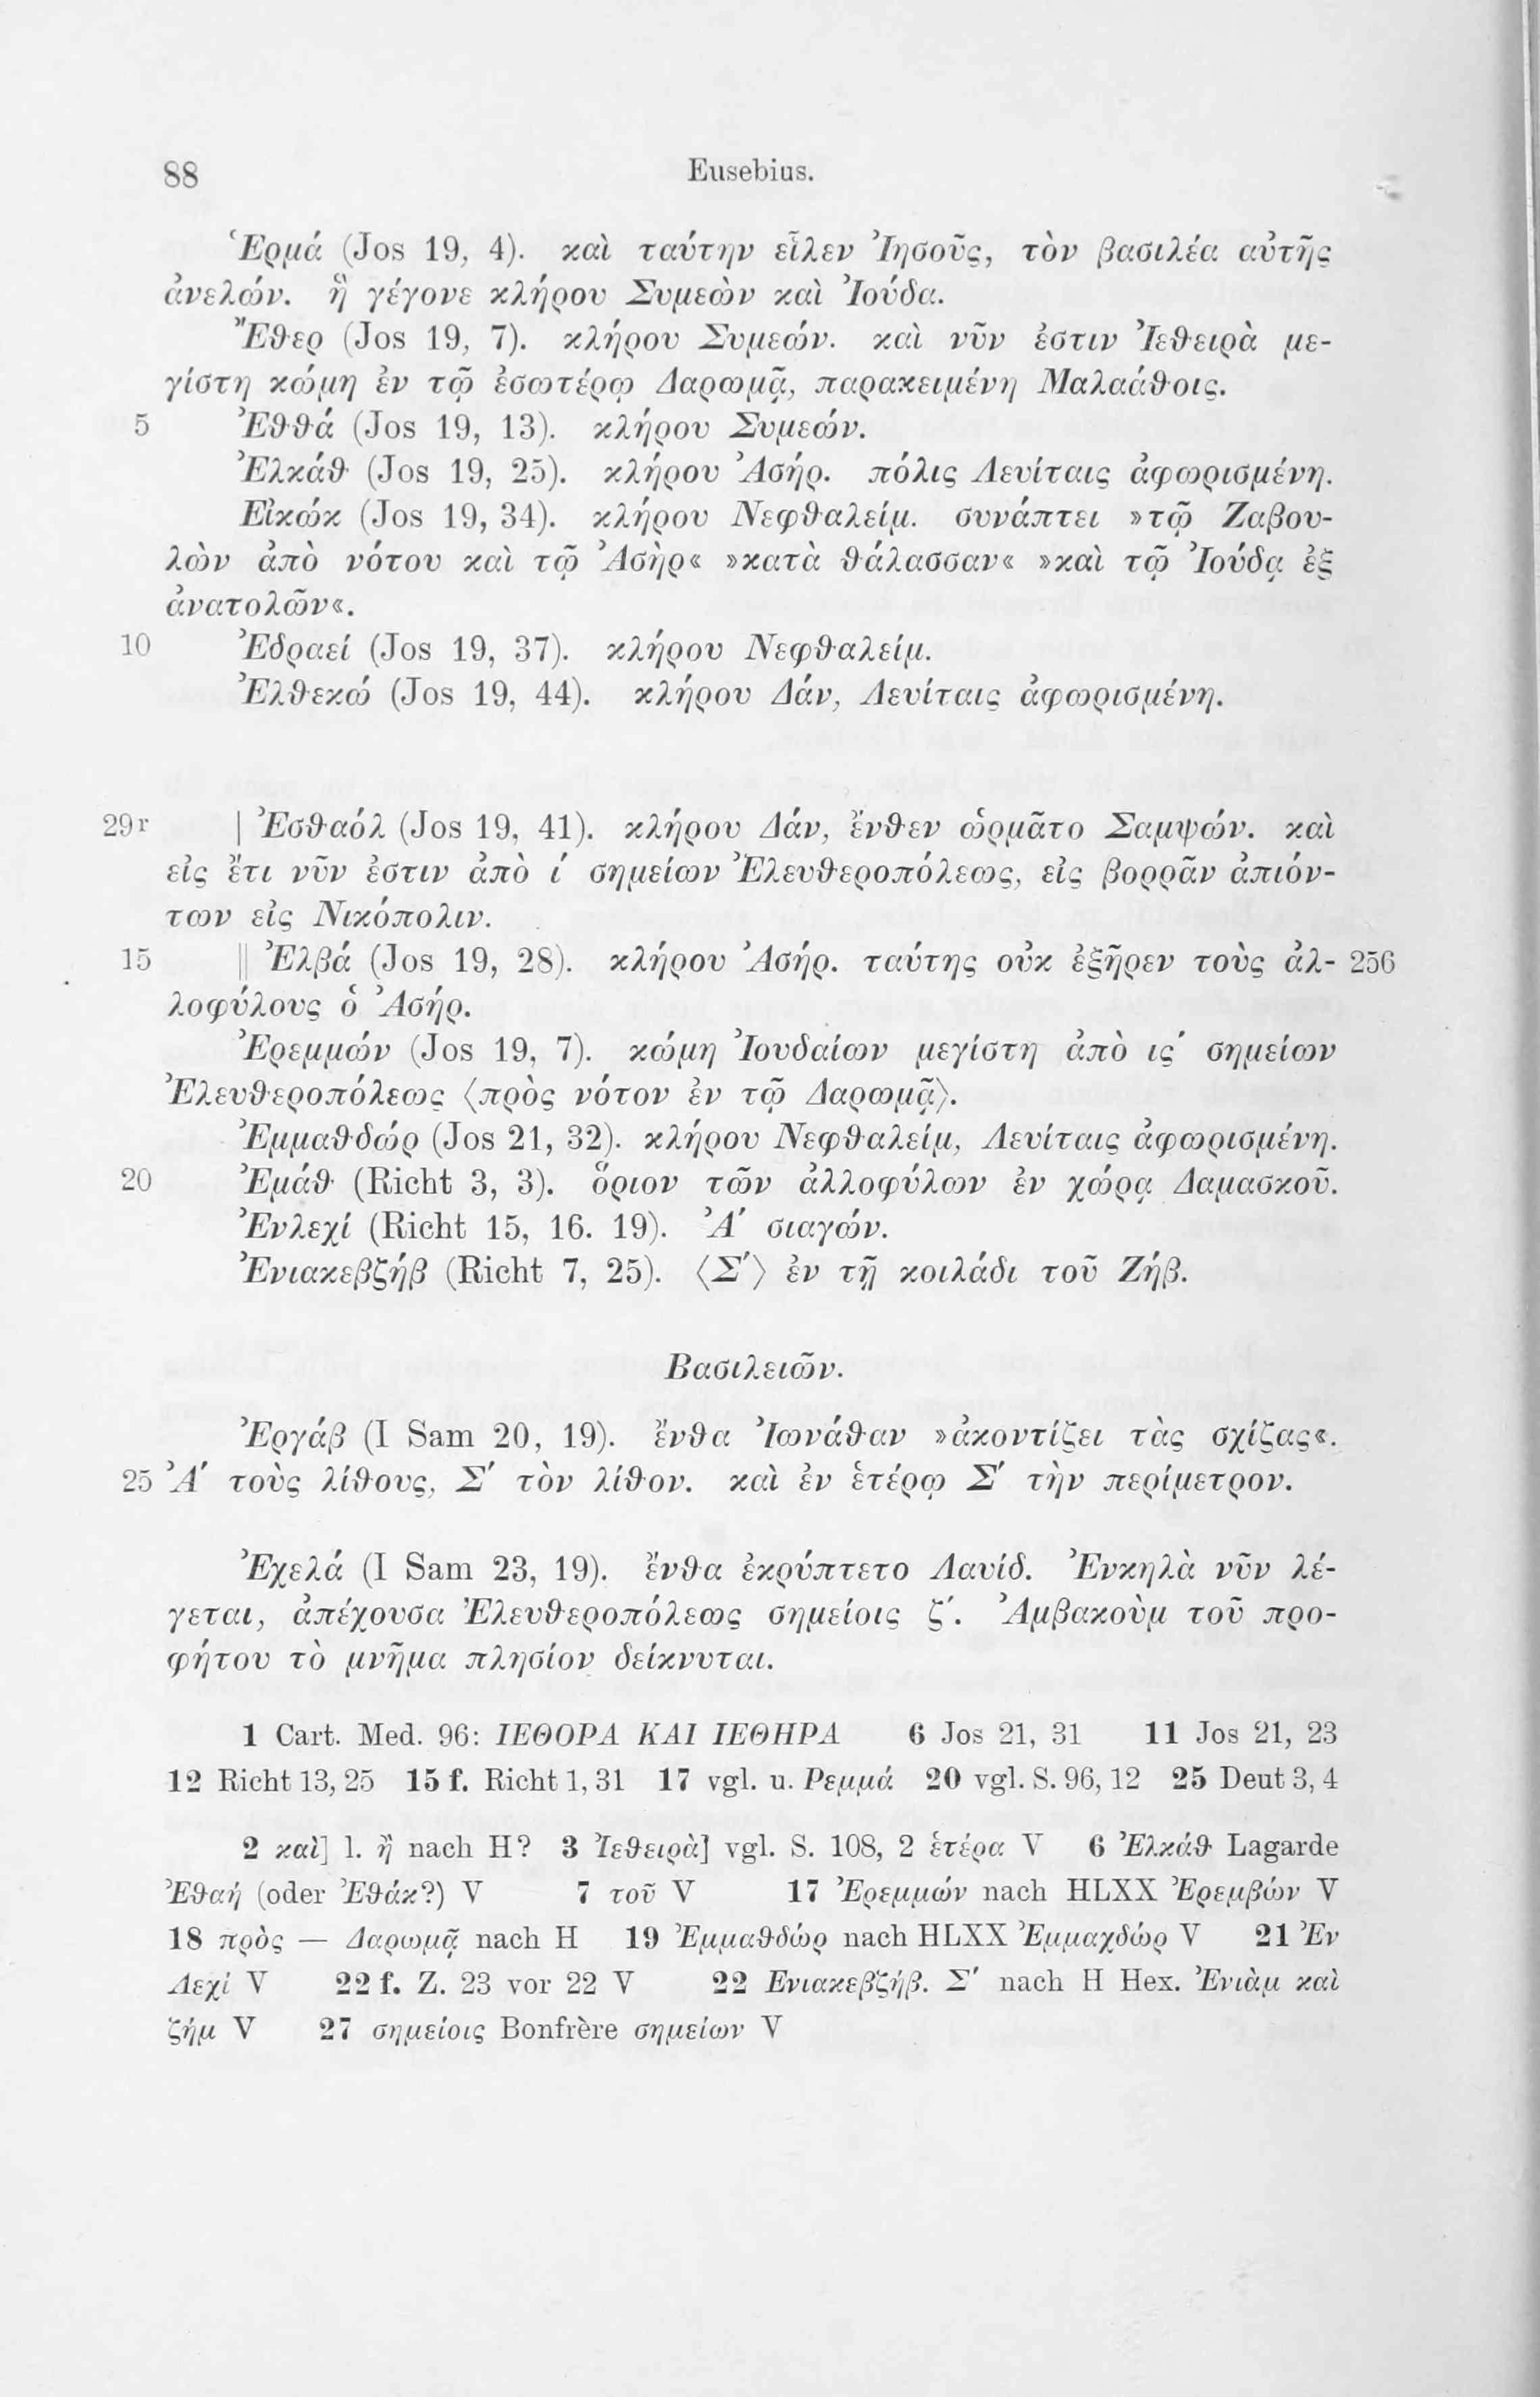 88 Eusebius.
Ἑρμά (Jos 19, 4). καὶ ταύτην εἷλεν Ἰησοῦς, τὸν βασιλέα αὐτῆς
ἀνελών. ἣ γέγονε κλήρου Συμεὼν καὶ Ἰούδα.
Ἔθερ (Jos 19, 7). κλήρου Συμεών. καὶ νῦν ἐστιν Ἰεθειρὰ με-
γίστη κώμη ἐν τῷ ἐσωτέρῳ Δαρωμᾷ, παρακειμένη Μαλαάθοις.
5 Ἐθθά (Jos 19, 13). κλήρου Συμεών.
Ἐλκάθ (Jos 19, 25). κλήρου Ἀσήρ. πόλις Λευίταις ἀφωρισμένη.
Εἰκώκ (Jos 19, 34). κλήρου Νεφθαλείμ. συνάπτει »τῷ Ζαβου-
λὼν ἀπὸ νότου καὶ τῷ Ἀσὴρ« »κατὰ θάλασσαν« »καὶ τῷ Ἰούδᾳ ἐξ
ἀνατολῶν«.
10 Ἐδραεί (Jos 19, 37). κλήρου Νεφθαλείμ.
Ἐλθεκώ (Jos 19, 44). κλήρου Δάν, Λευίταις ἀφωρισμένη.
29r | Ἐσθαόλ (Jos 19, 41). κλήρου Δάν, ἔνθεν ὡρμᾶτο Σαμψών. καὶ
εἰς ἔτι νῦν ἐστιν ἀπὸ ί σημείων Ἐλευθεροπόλεως, εἰς βορρᾶν ἀπιόν-
των εἰς Νικόπολιν.
15 || Ἐλβά (Jos 19, 28). κλήρου Ἀσήρ. ταύτης οὐκ ἐξῆρεν τοὺς ἀλ- 256
λοφύλους ὁ Ἀσήρ.
Ἐρεμμών (Jos 19, 7). κώμη Ἰουδαίων μεγίστη ἀπὸ ις´ σημείων
Ἐλευθεροπόλεως ⟨πρὸς νότον ἐν τῷ Δαρωμᾷ⟩.
Ἐμμαθδώρ (Jos 21, 32). κλήρου Νεφθαλείμ, Λευίταις ἀφωρισμένη.
20 Ἐμάθ (Richt 3, 3). ὅριον τῶν ἀλλοφύλων ἐν χώρᾳ Δαμασκοῦ.
Ἐνλεχί (Richt 15, 16. 19). Ἀ´ σιαγών.
Ἐνιακεβζήβ (Richt 7, 25). ⟨Σ´⟩ ἐν τῇ κοιλάδι τοῦ Ζήβ.
Βασιλειῶν.
Ἐργάβ (I Sam 20, 19). ἔνθα Ἰωνάθαν »ἀκοντίζει τὰς σχίζας«.
25 Ἀ´ τοὺς λίθους, Σ´ τὸν λίθον. καὶ ἐν ἑτέρῳ Σ´ τὴν περίμετρον.
Ἐχελά (I Sam 23, 19). ἔνθα ἐκρύπτετο Δαυίδ. Ἐνκηλὰ νῦν λέ-
γεται, ἀπέχουσα Ἐλευθεροπόλεως σημείοις ζ´. Ἀμβακοὺμ τοῦ προ-
φήτου τὸ μνῆμα πλησίον δείκνυται.
1 Cart. Med. 96: ΙΕΘΟΡΑ ΚΑΙ ΙΕΘΗΡΑ 6 Jos 21, 31 11 Jos 21, 23
12 Richt 13, 25 15 f. Richt 1, 31 17 vgl. u. Ρεμμά 20 vgl. S. 96, 12 25 Deut 3, 4
2 καὶ] l. ἢ nach H? 3 Ἰεθειρὰ] vgl. S. 108, 2 ἑτέρα V 6 Ἐλκάθ Lagarde
Ἐθαή (oder Ἐθάκ?) V 7 τοῦ V 17 Ἐρεμμών nach HLXX Ἐρεμβών V
18 πρὸς — Δαρωμᾷ nach H 19 Ἐμμαθδώρ nach HLXX Ἐμμαχδώρ V 21 Ἐν
Λεχί V 22 f. Z. 23 vor 22 V 22 Ενιακεβζήβ. Σ´ nach H Hex. Ἐνιὰμ καὶ
ζήμ V 27 σημείοις Bonfrère σημείων V